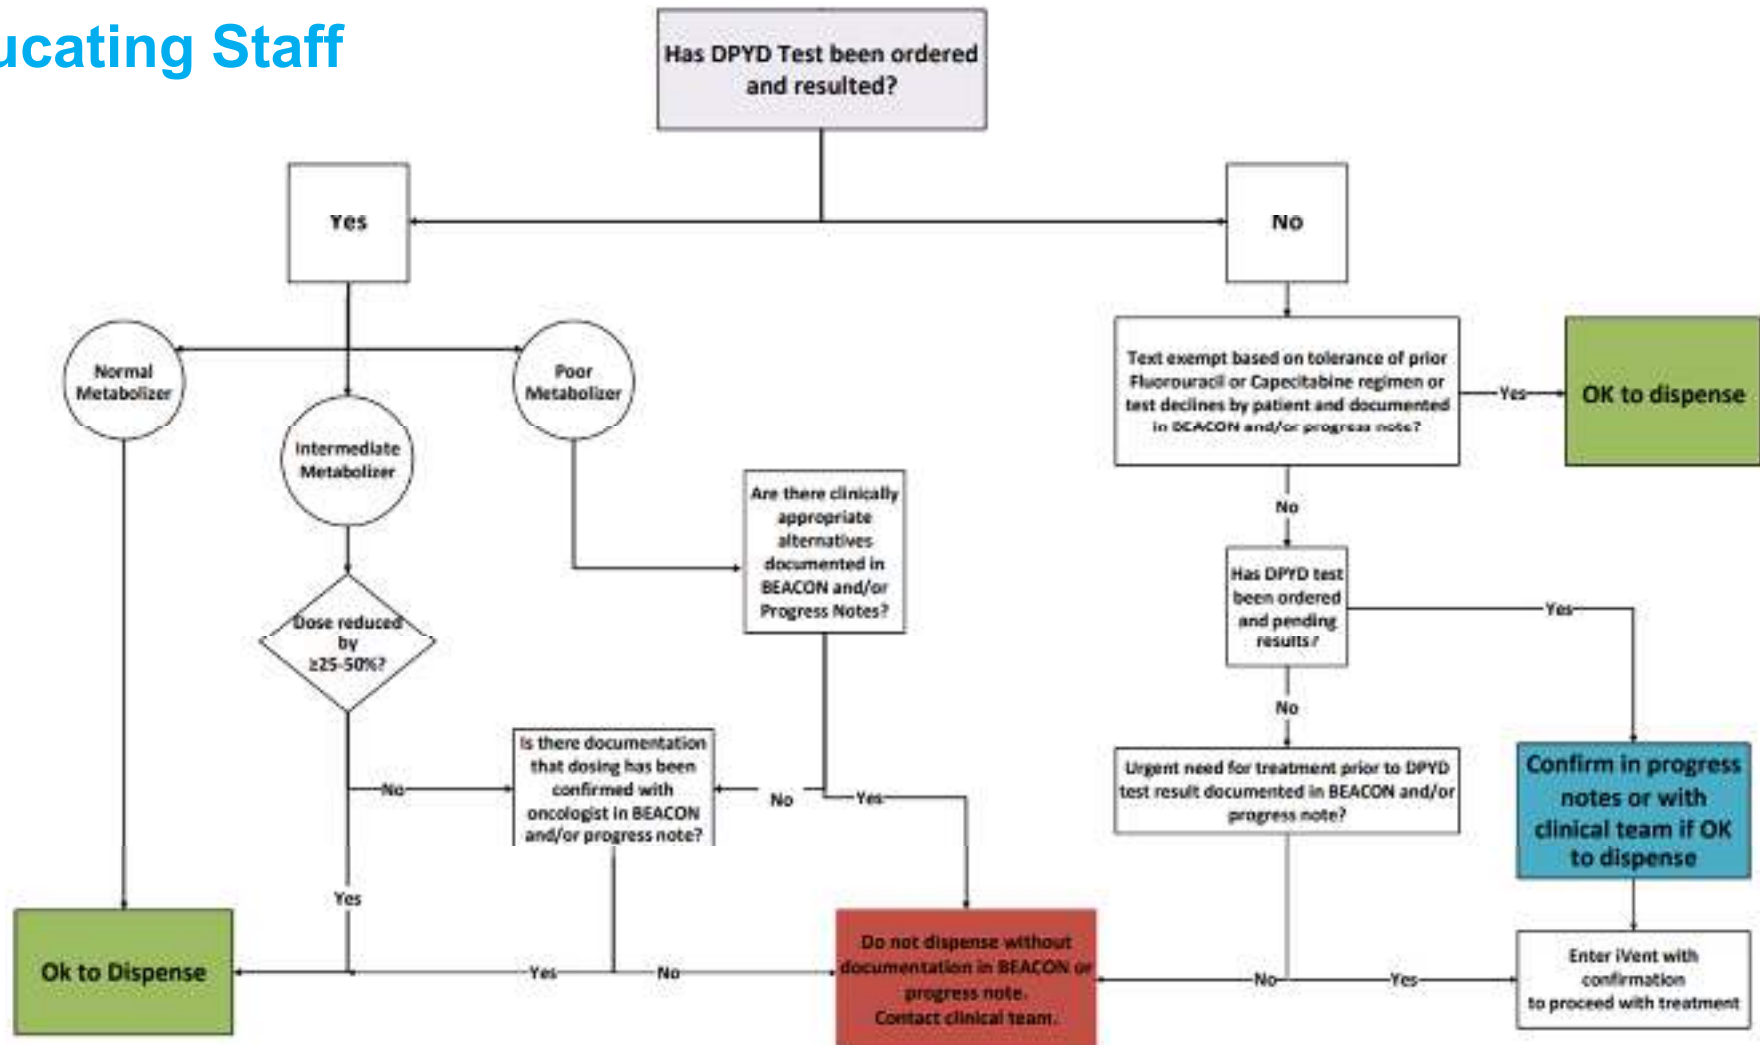 ucating Staff
Has DPYD Test been ordered
and resulted?
Yes
No
Normal
Metabolizer
Poor
Metabolizer
Intermediate
Metabolizer
Text exempt based on tolerance of prior
Fluorouracil or Capecitabine regimen or
test declines by patient and documented
in BEACON and/or progress note?
Yes
OK to dispense
Are there clinically
appropriate
alternatives
documented in
BEACON and/or
Progress Notes?
No
Has DPYD test
been ordered
and pending
results?
Yes
Dose reduced
by
≥25-50%?
No
Is there documentation
that dosing has been
confirmed with
oncologist in BEACON
and/or progress note?
No
No
Yes
Urgent need for treatment prior to DPYD
test result documented in BEACON and/or
progress note?
Confirm in progress
notes or with
clinical team if OK
to dispense
Yes
Ok to Dispense
Yes
No
Do not dispense without
documentation in BEACON or
progress note.
Contact clinical team.
No
Yes
Enter iVent with
confirmation
to proceed with treatment